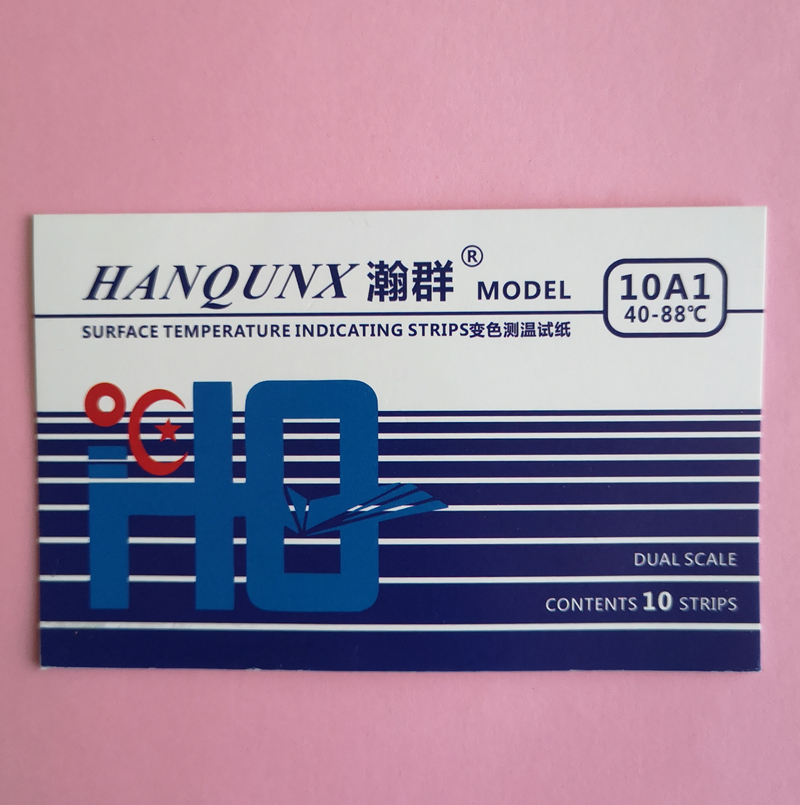 HANQUNX 瀚群® MODEL 10A1
40-88℃
SURFACE TEMPERATURE INDICATING STRIPS变色测温试纸
DUAL SCALE
CONTENTS 10 STRIPS